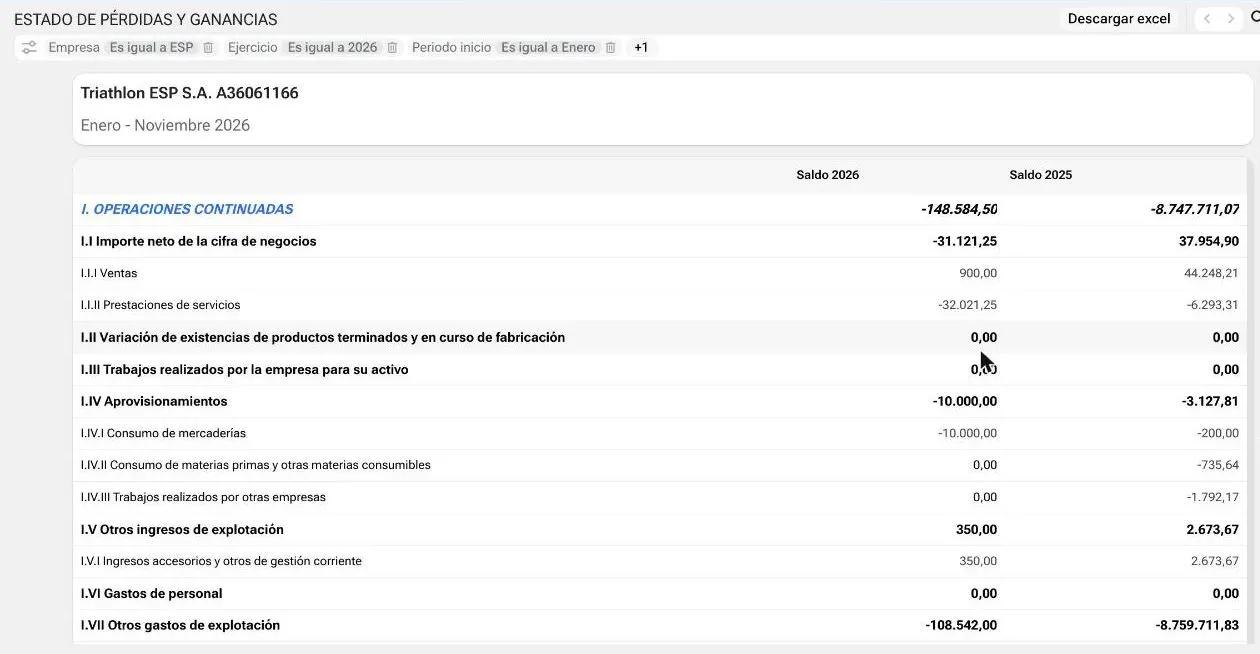 ESTADO DE PÉRDIDAS Y GANANCIAS Descargar excel
Empresa Es igual a ESP Ejercicio Es igual a 2026 Periodo inicio Es igual a Enero +1
Triathlon ESP S.A. A36061166
Enero - Noviembre 2026
Saldo 2026 Saldo 2025
I. OPERACIONES CONTINUADAS -148.584,50 -8.747.711,07
I.I Importe neto de la cifra de negocios -31.121,25 37.954,90
I.I.I Ventas 900,00 44.248,21
I.I.II Prestaciones de servicios -32.021,25 -6.293,31
I.II Variación de existencias de productos terminados y en curso de fabricación 0,00 0,00
I.III Trabajos realizados por la empresa para su activo 0,00 0,00
I.IV Aprovisionamientos -10.000,00 -3.127,81
I.IV.I Consumo de mercaderías -10.000,00 -200,00
I.IV.II Consumo de materias primas y otras materias consumibles 0,00 -735,64
I.IV.III Trabajos realizados por otras empresas 0,00 -1.792,17
I.V Otros ingresos de explotación 350,00 2.673,67
I.V.I Ingresos accesorios y otros de gestión corriente 350,00 2.673,67
I.VI Gastos de personal 0,00 0,00
I.VII Otros gastos de explotación -108.542,00 -8.759.711,83